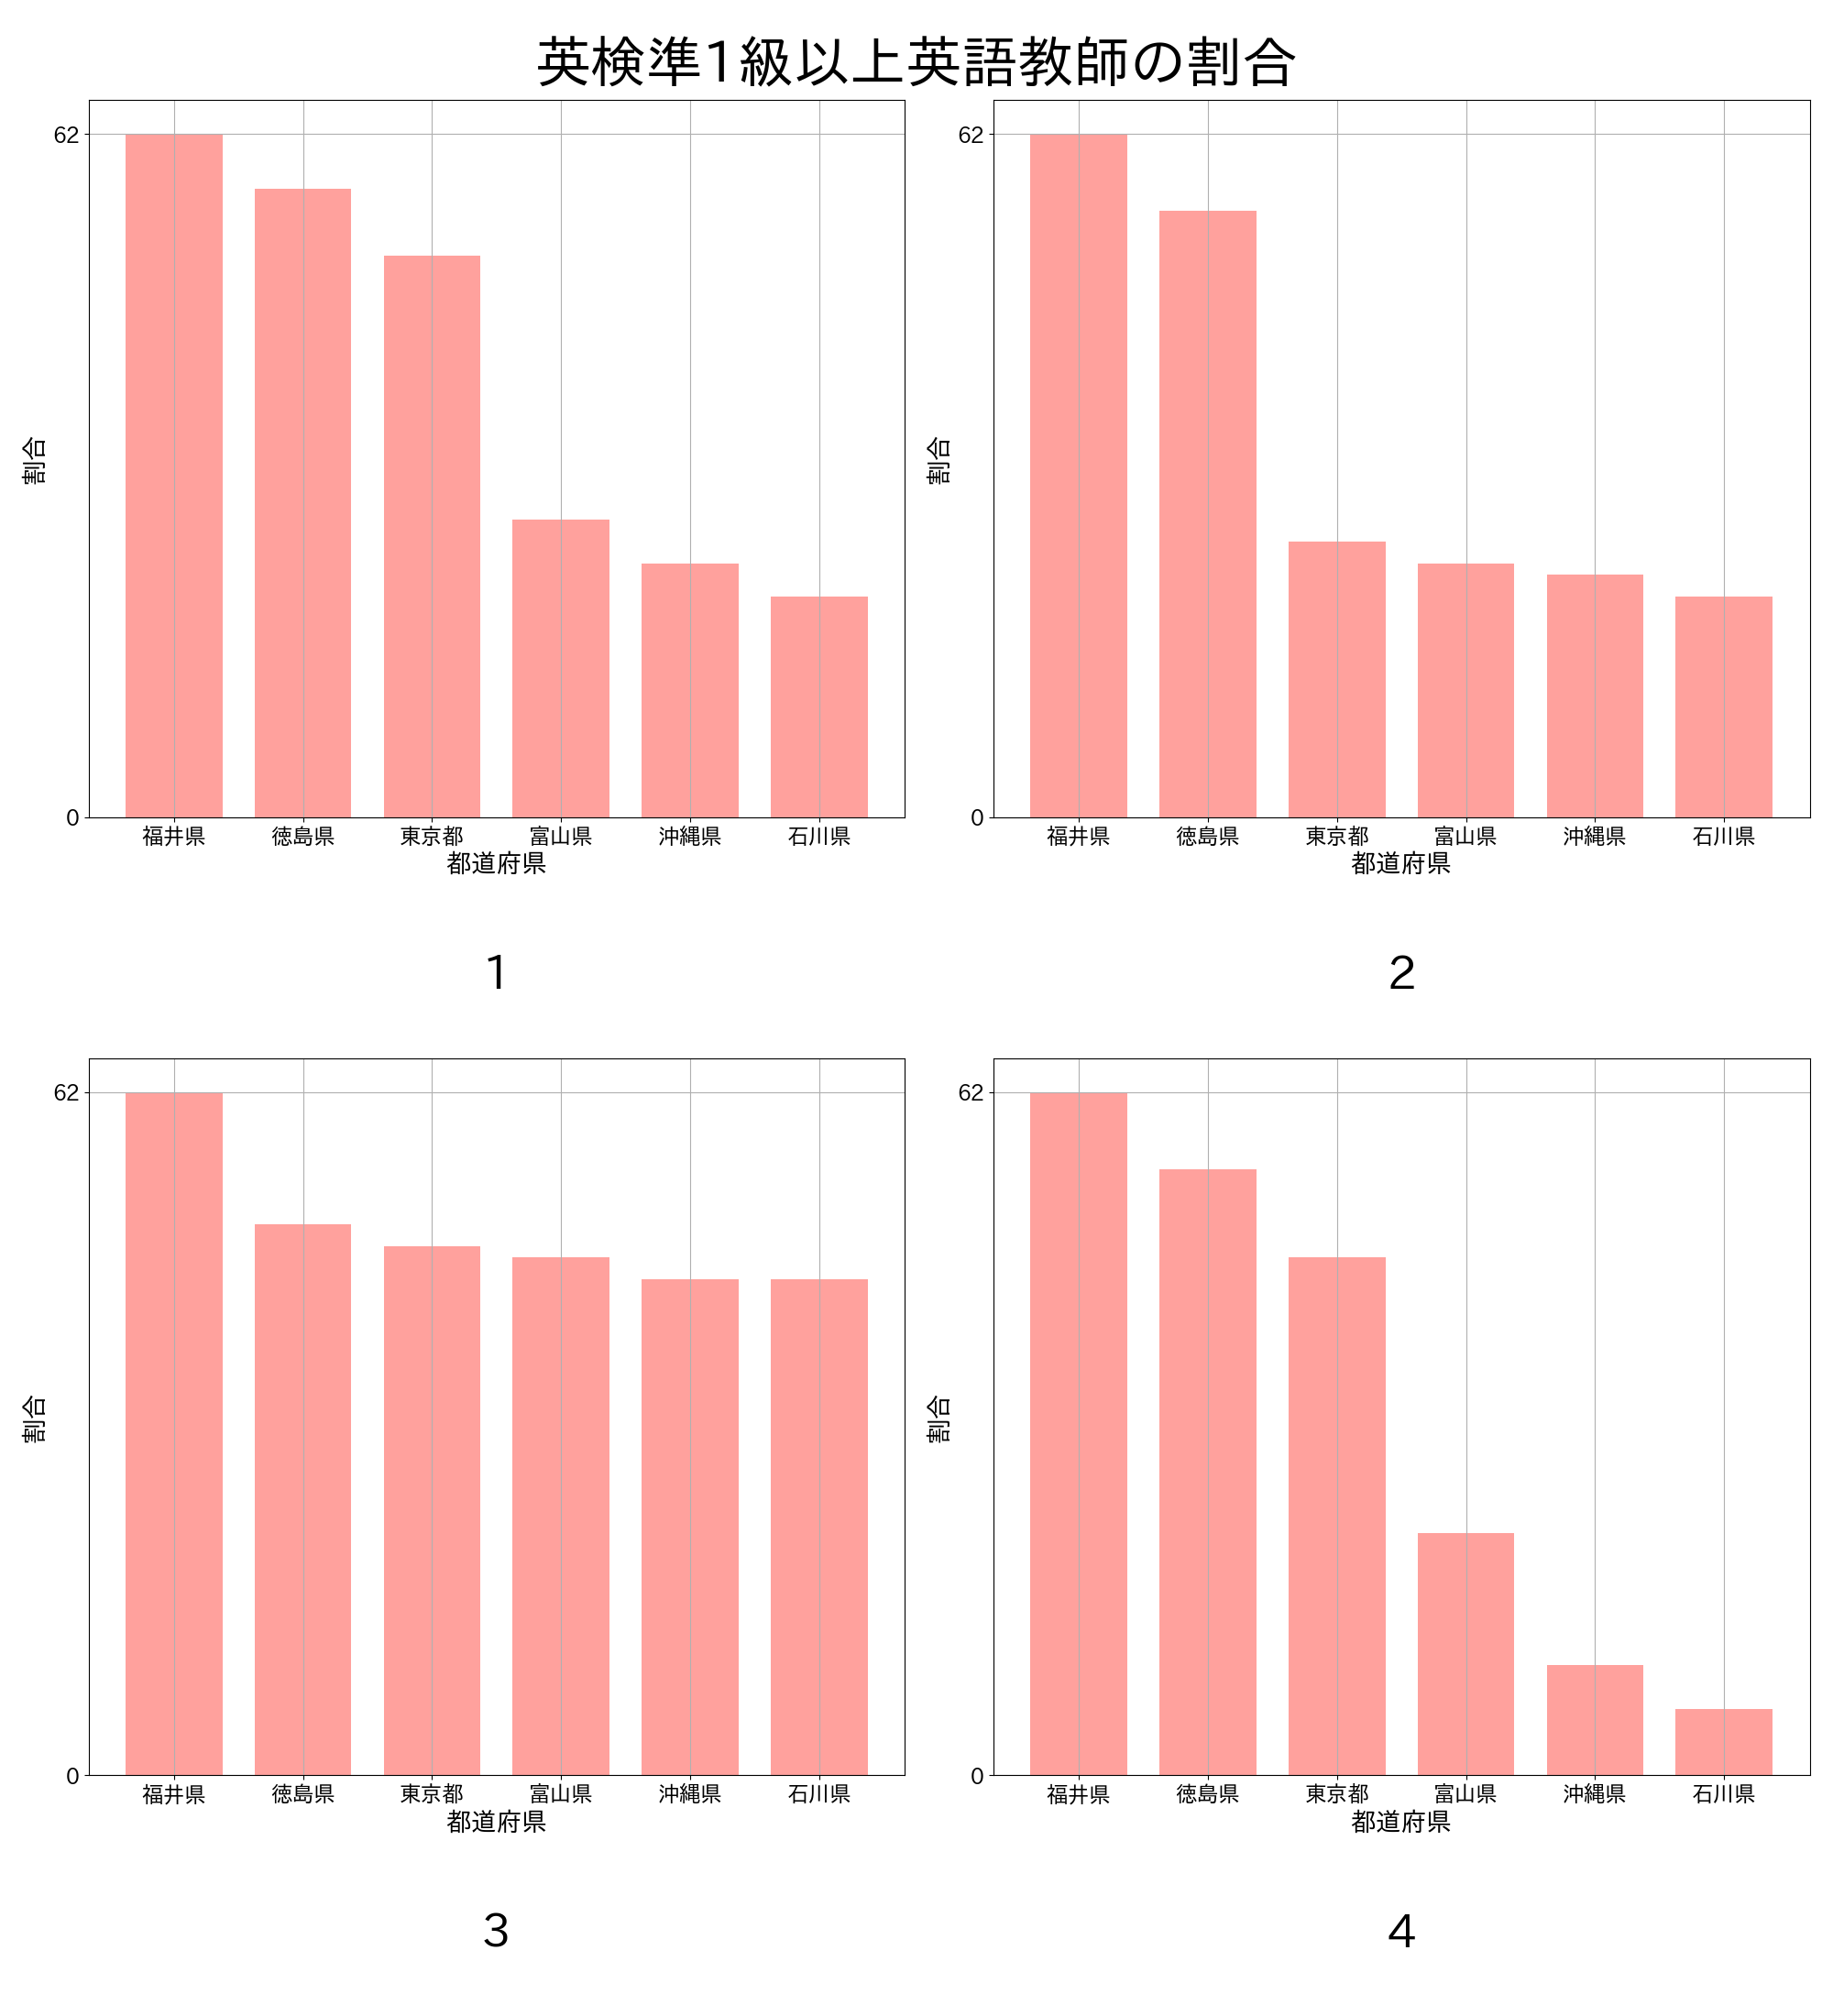 英検準1級以上英語教師の割合
62
0
割合
福井県 徳島県 東京都 富山県 沖縄県 石川県
都道府県
1
62
0
割合
福井県 徳島県 東京都 富山県 沖縄県 石川県
都道府県
2
62
0
割合
福井県 徳島県 東京都 富山県 沖縄県 石川県
都道府県
3
62
0
割合
福井県 徳島県 東京都 富山県 沖縄県 石川県
都道府県
4